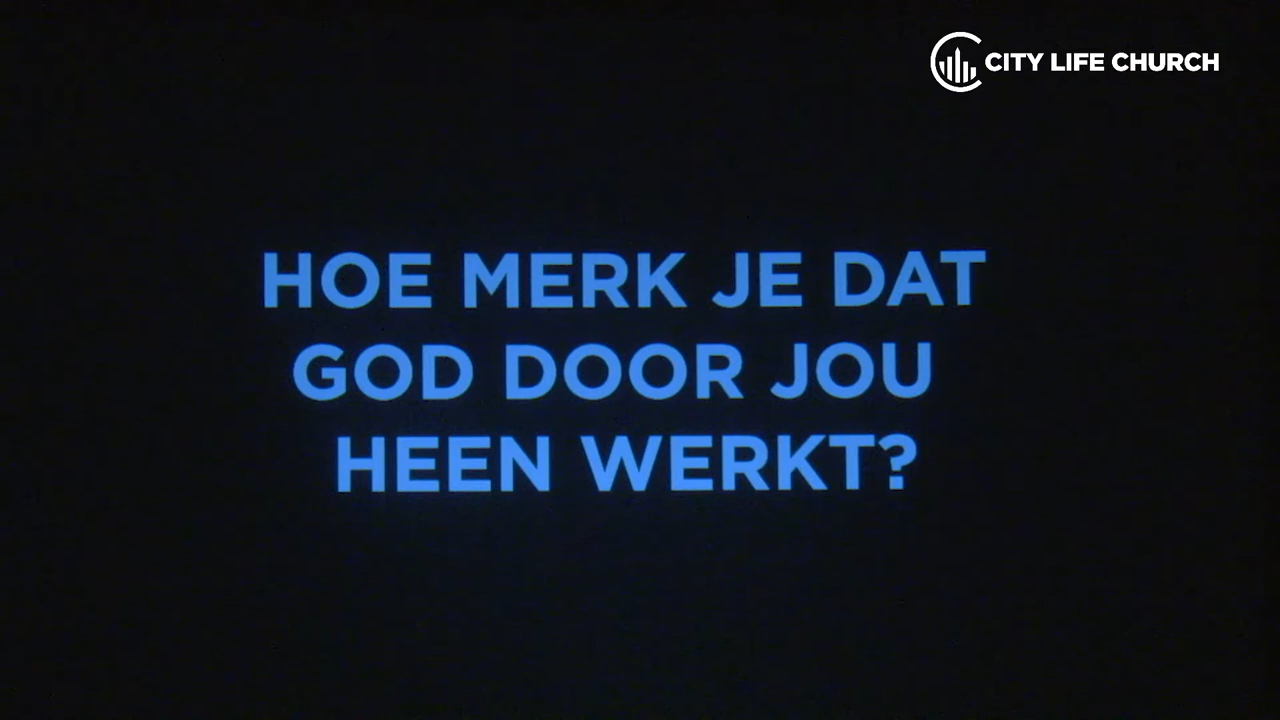 CITY LIFE CHURCH
HOE MERK JE DAT
GOD DOOR JOU
HEEN WERKT?